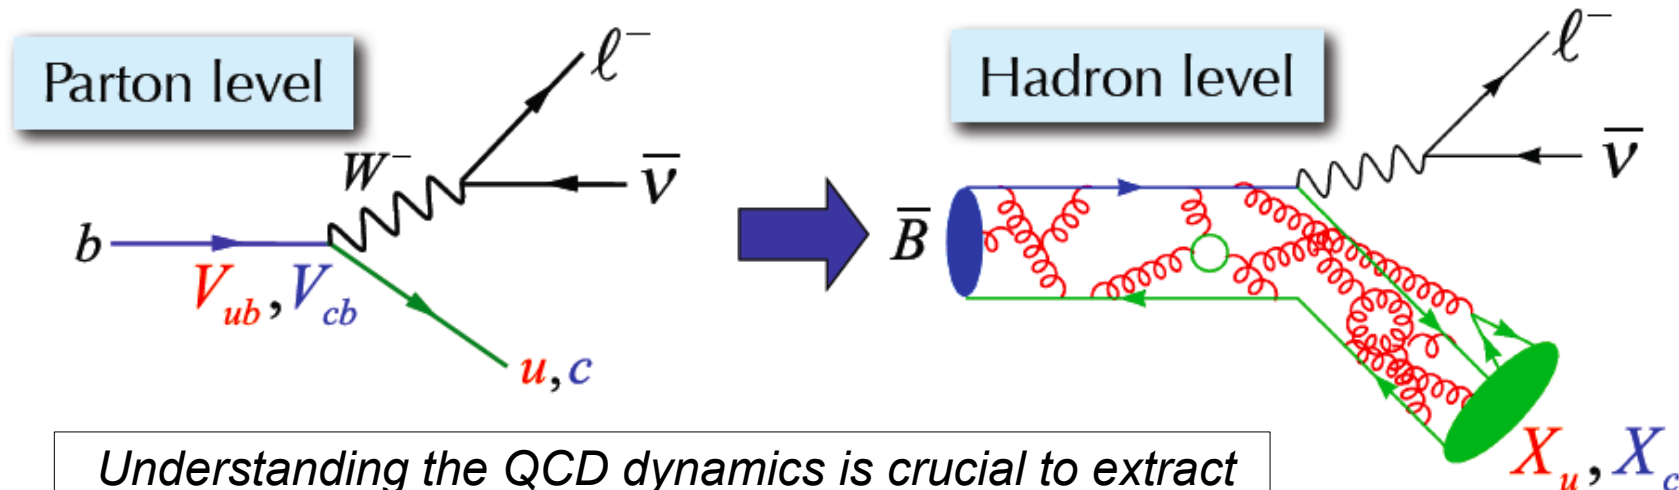 Parton level
ℓ⁻
W⁻
ν̅
b
V_ub, V_cb
u, c
Hadron level
ℓ⁻
ν̅
B̅
X_u, X_c
Understanding the QCD dynamics is crucial to extract